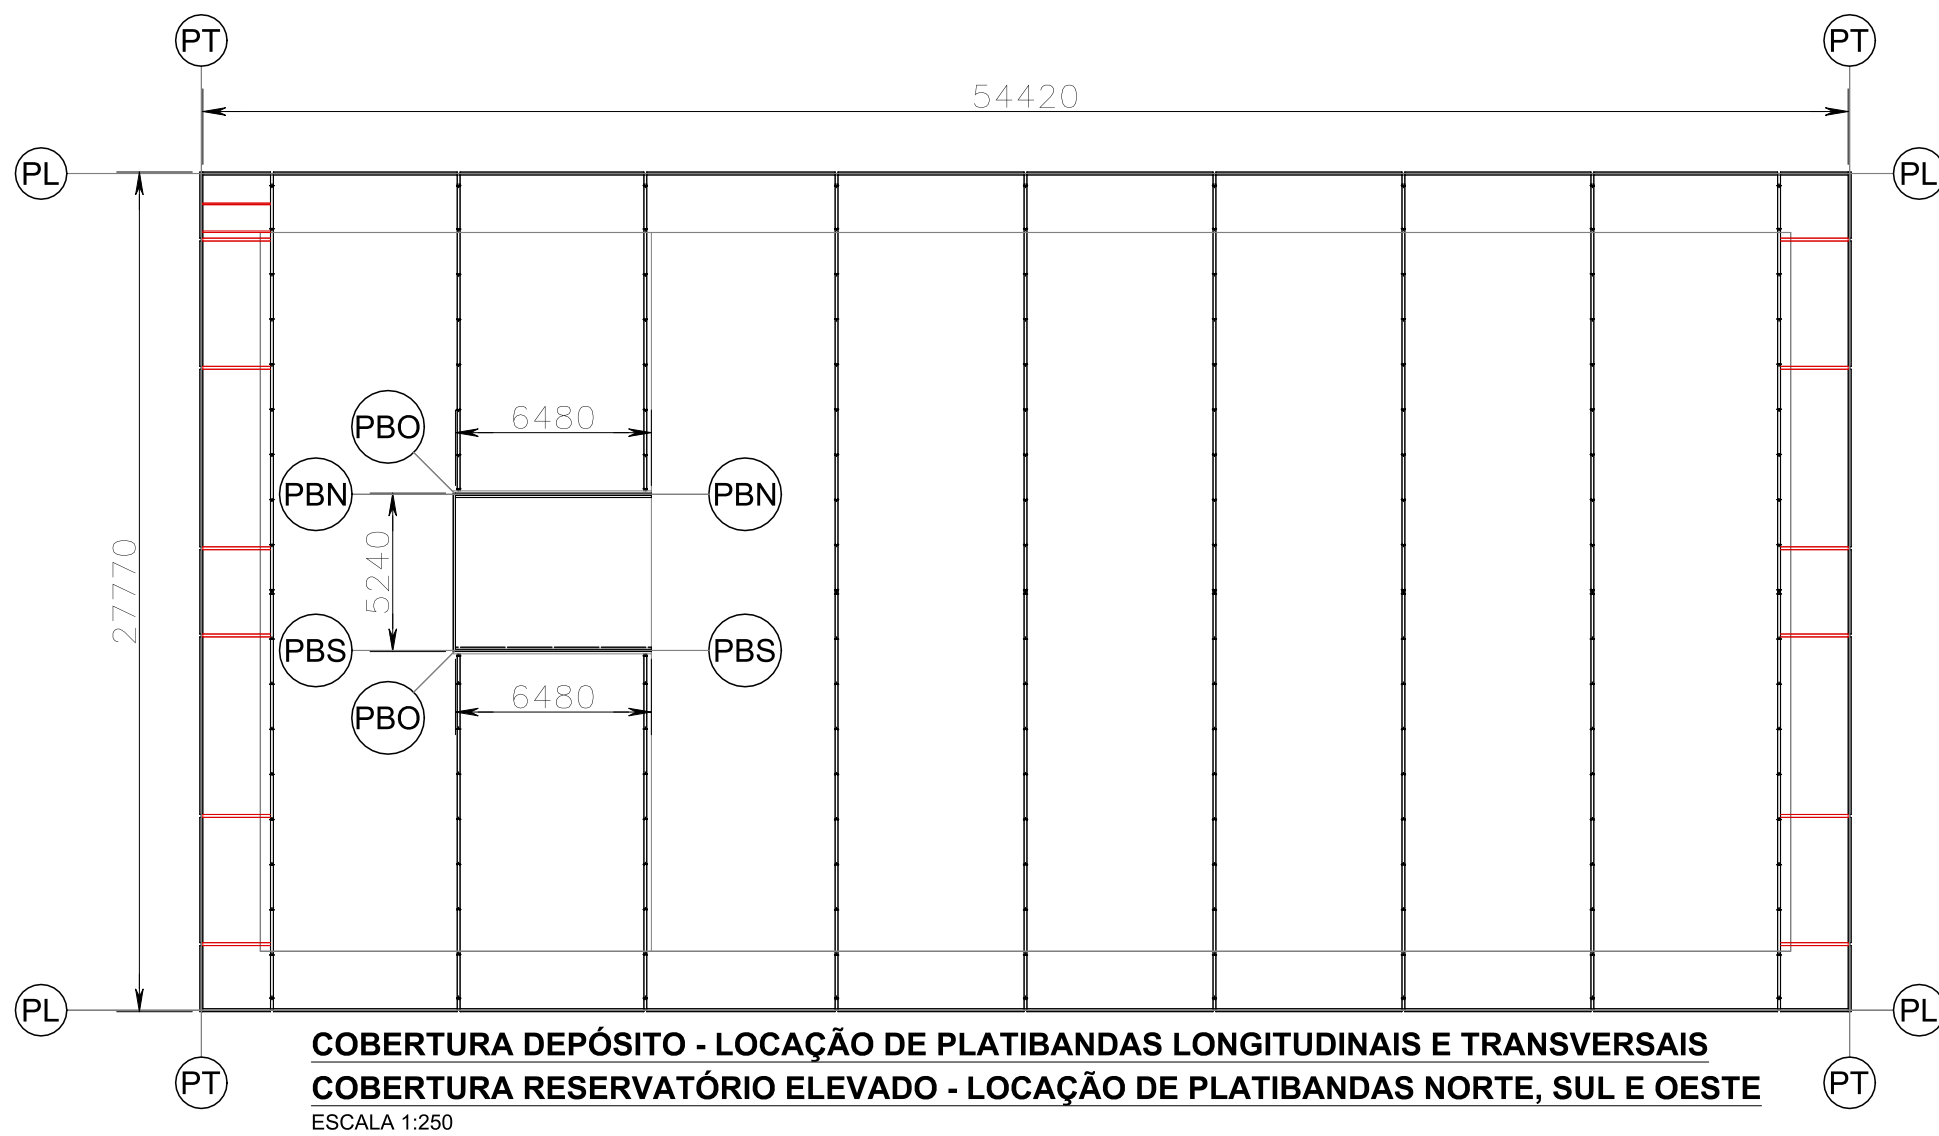 PT
PT
54420
PL
PL
PBO
6480
PBN
PBN
27770
5240
PBS
PBS
6480
PBO
PL
PL
COBERTURA DEPÓSITO - LOCAÇÃO DE PLATIBANDAS LONGITUDINAIS E TRANSVERSAIS
PT
PT
COBERTURA RESERVATÓRIO ELEVADO - LOCAÇÃO DE PLATIBANDAS NORTE, SUL E OESTE
ESCALA 1:250